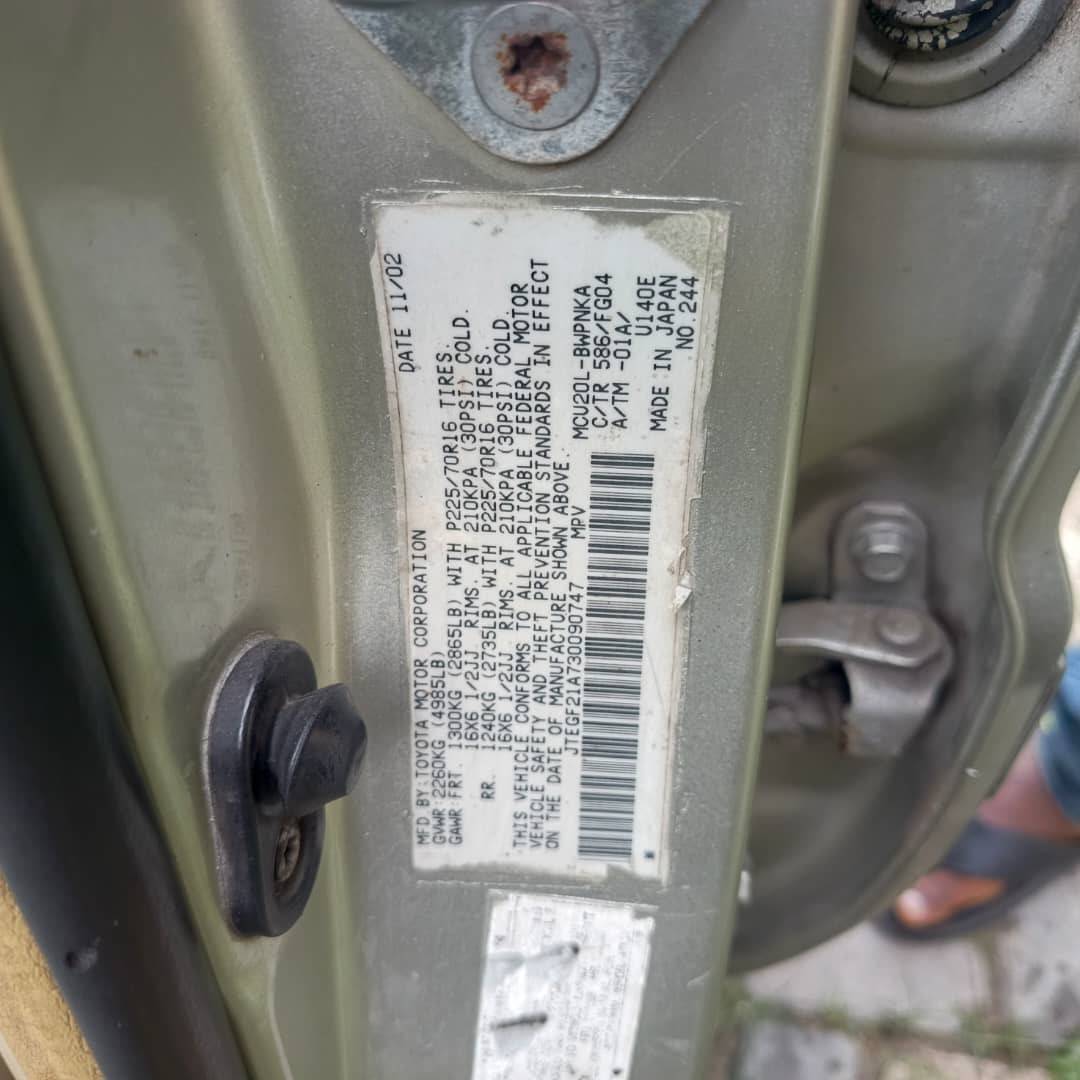 MFD BY:TOYOTA MOTOR CORPORATION DATE 11/02
GVWR:2260KG (4985LB)
GAWR:FRT. 1300KG (2865LB) WITH P225/70R16 TIRES.
16X6 1/2JJ RIMS. AT 210KPA (30PSI) COLD.
RR. 1240KG (2735LB) WITH P225/70R16 TIRES.
16X6 1/2JJ RIMS. AT 210KPA (30PSI) COLD.
THIS VEHICLE CONFORMS TO ALL APPLICABLE FEDERAL MOTOR
VEHICLE SAFETY AND THEFT PREVENTION STANDARDS IN EFFECT
ON THE DATE OF MANUFACTURE SHOWN ABOVE.
JTEGF21A730090747 MPV
MCU20L-BWPNKA
C/TR 586/FG04
A/TM -01A/
U140E
MADE IN JAPAN
NO.244